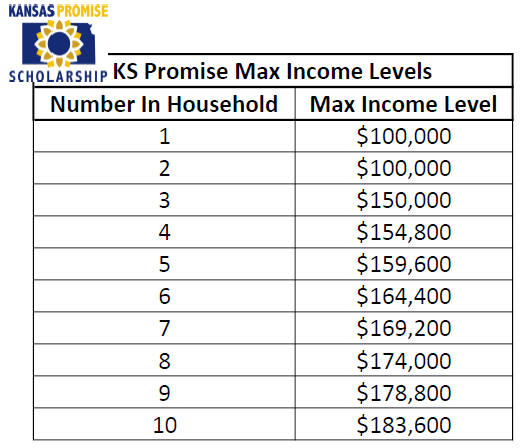 KANSAS PROMISE
SCHOLARSHIP
KS Promise Max Income Levels
Number In Household Max Income Level
1 $100,000
2 $100,000
3 $150,000
4 $154,800
5 $159,600
6 $164,400
7 $169,200
8 $174,000
9 $178,800
10 $183,600